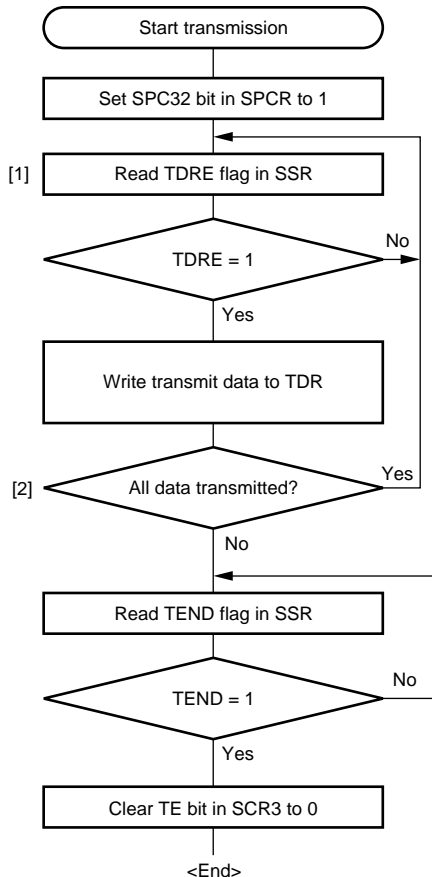 Start transmission
Set SPC32 bit in SPCR to 1
[1] Read TDRE flag in SSR
TDRE = 1
No
Yes
Write transmit data to TDR
[2] All data transmitted?
Yes
No
Read TEND flag in SSR
TEND = 1
No
Yes
Clear TE bit in SCR3 to 0
<End>